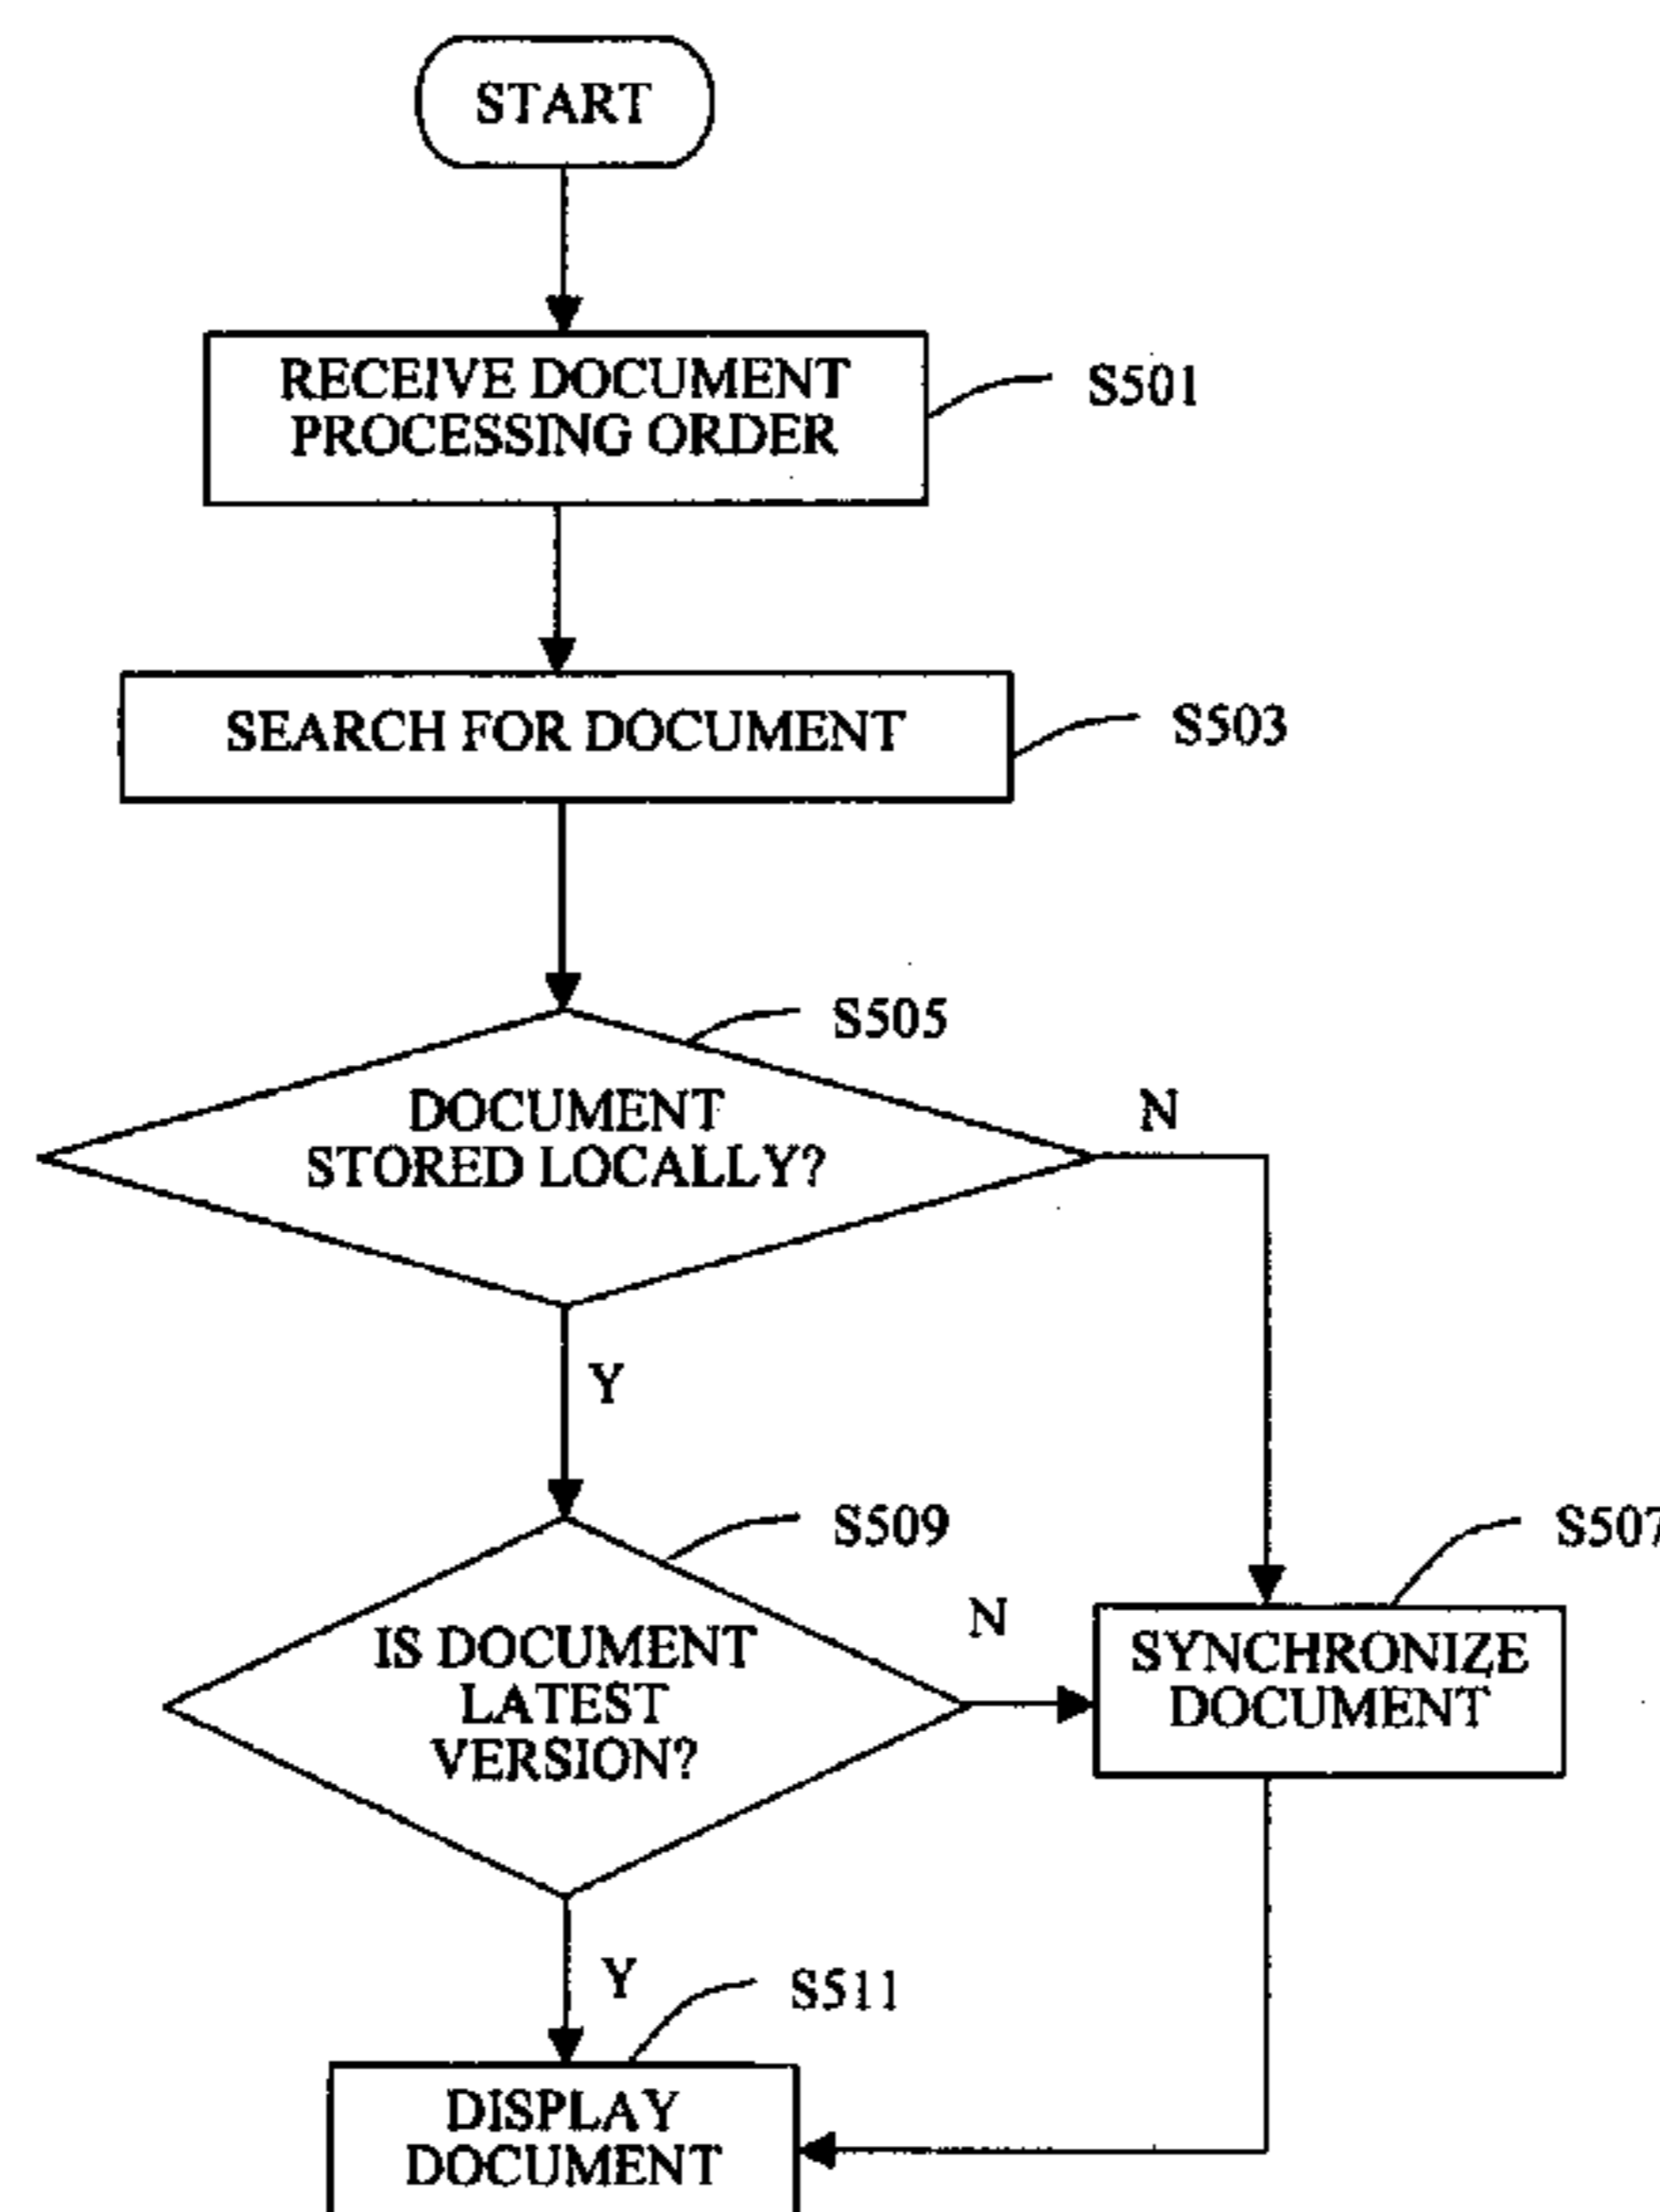 START
RECEIVE DOCUMENT
PROCESSING ORDER
S501
SEARCH FOR DOCUMENT
S503
S505
DOCUMENT
STORED LOCALLY?
N
Y
S509
S507
IS DOCUMENT
LATEST
VERSION?
N
SYNCHRONIZE
DOCUMENT
Y
S511
DISPLAY
DOCUMENT